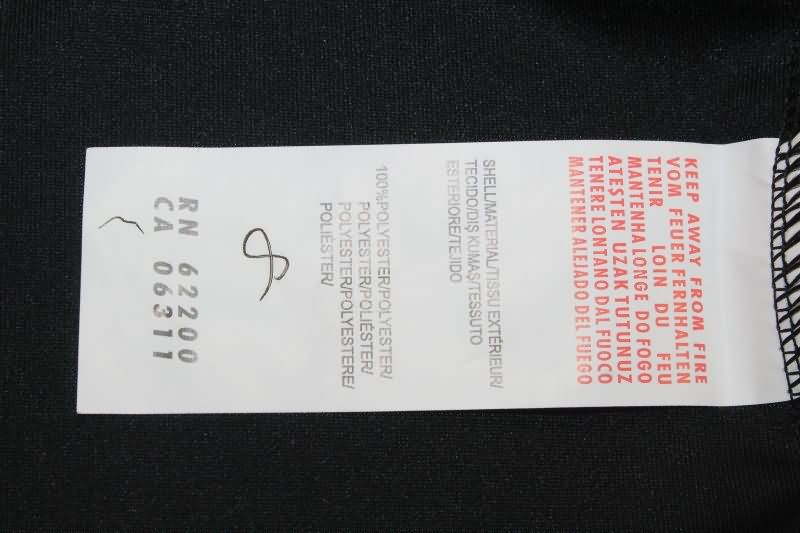 KEEP AWAY FROM FIRE
VOM FEUER FERNHALTEN
TENIR LOIN DU FEU
MANTENHA LONGE DO FOGO
ATEŞTEN UZAK TUTUNUZ
TENERE LONTANO DAL FUOCO
MANTENER ALEJADO DEL FUEGO
SHELL/MATERIAL/TISSU EXTÉRIEUR/
TECIDO/DIŞ KUMAŞ/TESSUTO
ESTERIORE/TEJIDO
100%POLYESTER/POLYESTER/
POLYESTER/POLIÉSTER/
POLYESTER/POLYESTERE/
POLIÉSTER/
RN 62200
CA 06311